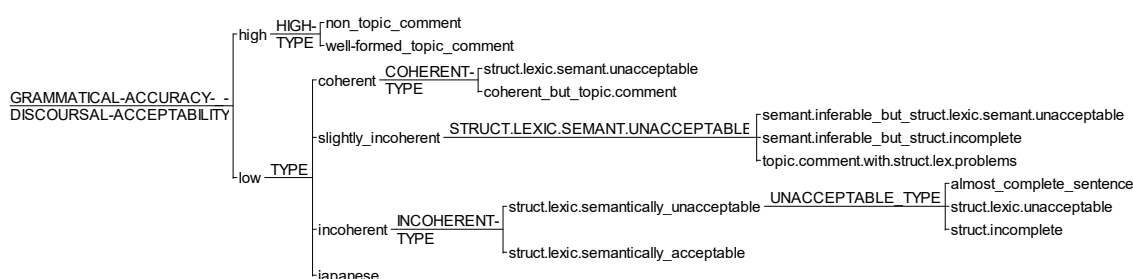 GRAMMATICAL-ACCURACY- -
DISCOURSAL-ACCEPTABILITY
high
HIGH-
TYPE
non_topic_comment
well-formed_topic_comment
low
TYPE
coherent
COHERENT-
TYPE
struct.lexic.semant.unacceptable
coherent_but_topic.comment
slightly_incoherent
STRUCT.LEXIC.SEMANT.UNACCEPTABLE
semant.inferable_but_struct.lexic.semant.unacceptable
semant.inferable_but_struct.incomplete
topic.comment.with.struct.lex.problems
incoherent
INCOHERENT-
TYPE
struct.lexic.semantically_unacceptable
UNACCEPTABLE_TYPE
almost_complete_sentence
struct.lexic.unacceptable
struct.incomplete
struct.lexic.semantically_acceptable
japanese